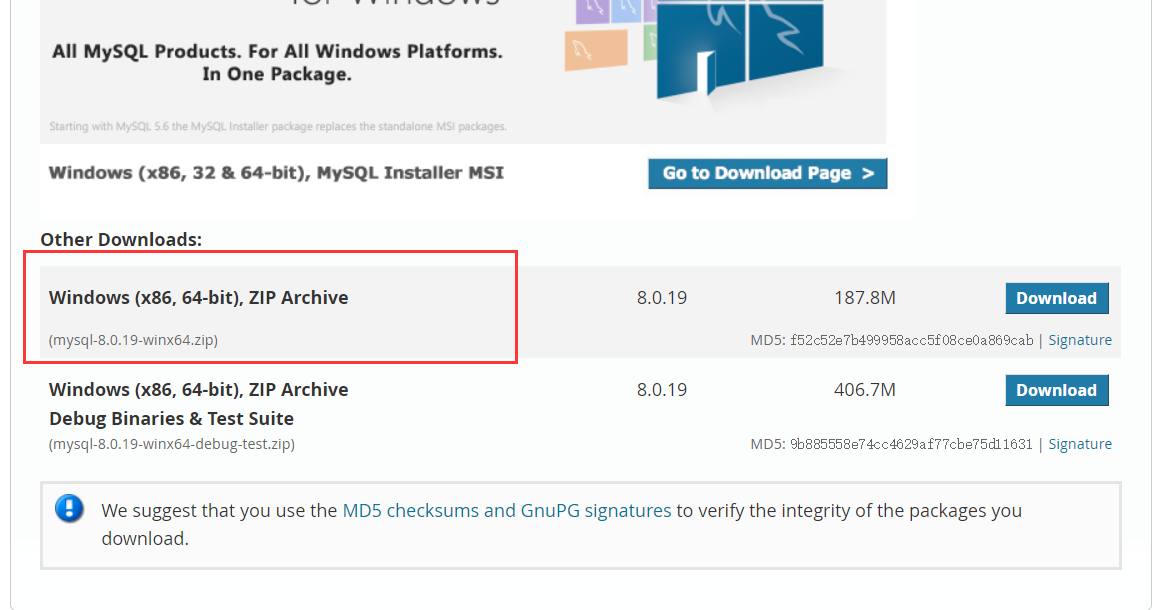 for Windows
All MySQL Products. For All Windows Platforms.
In One Package.
Starting with MySQL 5.6 the MySQL Installer package replaces the standalone MSI packages.
Windows (x86, 32 & 64-bit), MySQL Installer MSI
Go to Download Page >
Other Downloads:
Windows (x86, 64-bit), ZIP Archive 8.0.19 187.8M Download
(mysql-8.0.19-winx64.zip) MD5: f52c52e7b499958acc5f08ce0a869cab | Signature
Windows (x86, 64-bit), ZIP Archive 8.0.19 406.7M Download
Debug Binaries & Test Suite
(mysql-8.0.19-winx64-debug-test.zip) MD5: 9b885558e74cc4629af77cbe75d11631 | Signature
We suggest that you use the MD5 checksums and GnuPG signatures to verify the integrity of the packages you
download.